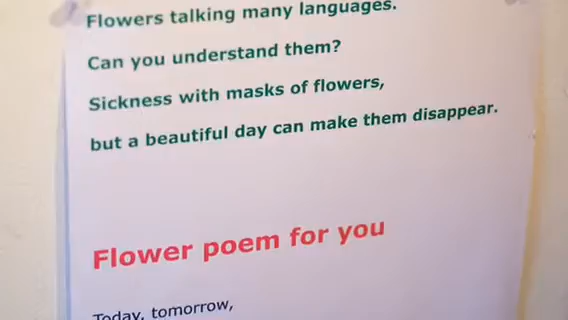 Flowers talking many languages.
Can you understand them?
Sickness with masks of flowers,
but a beautiful day can make them disappear.
Flower poem for you
Today, tomorrow,